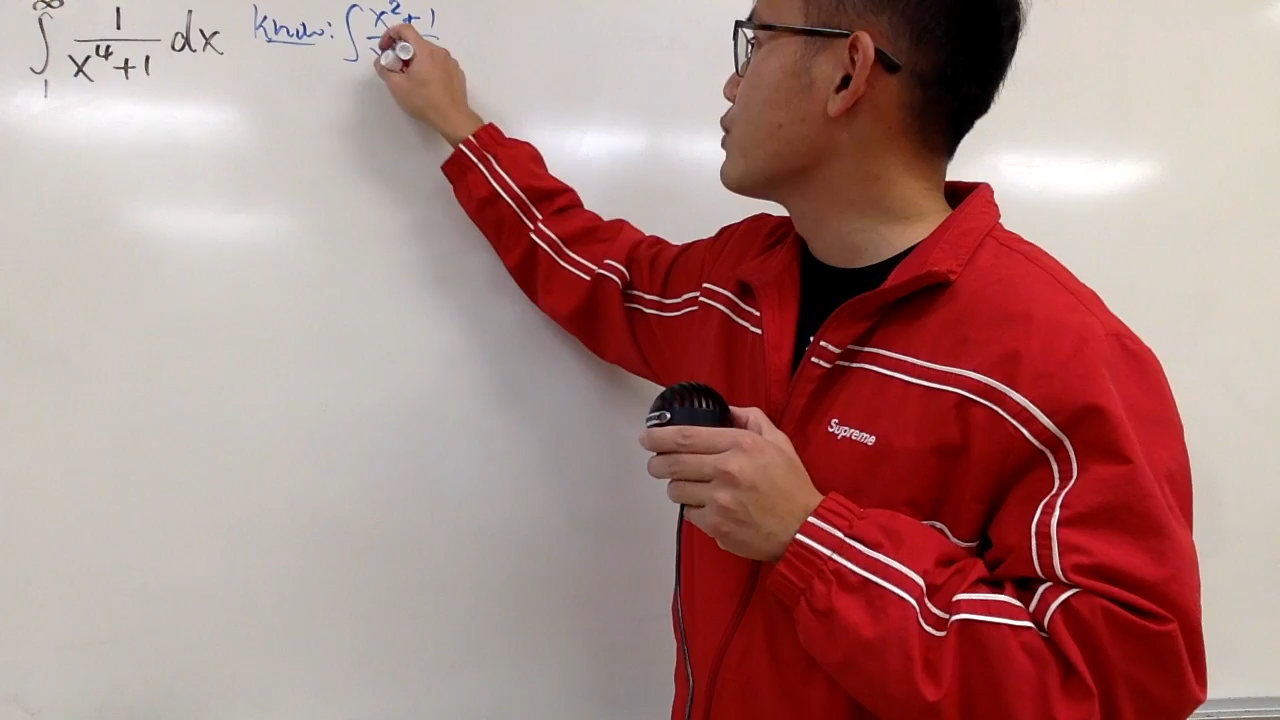 ∫₁^∞ 1/(x⁴+1) dx Know: ∫ x²+1
Supreme